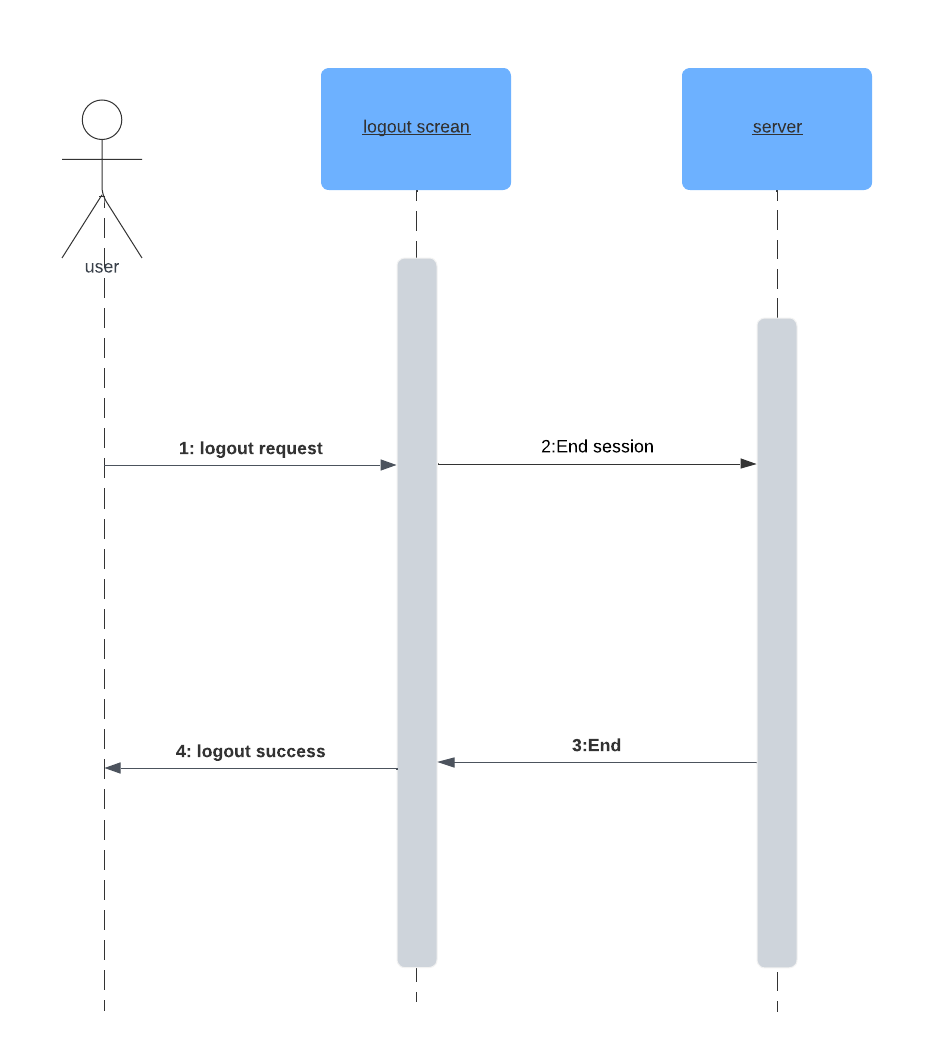 logout screan
server
user
1: logout request
2:End session
3:End
4: logout success